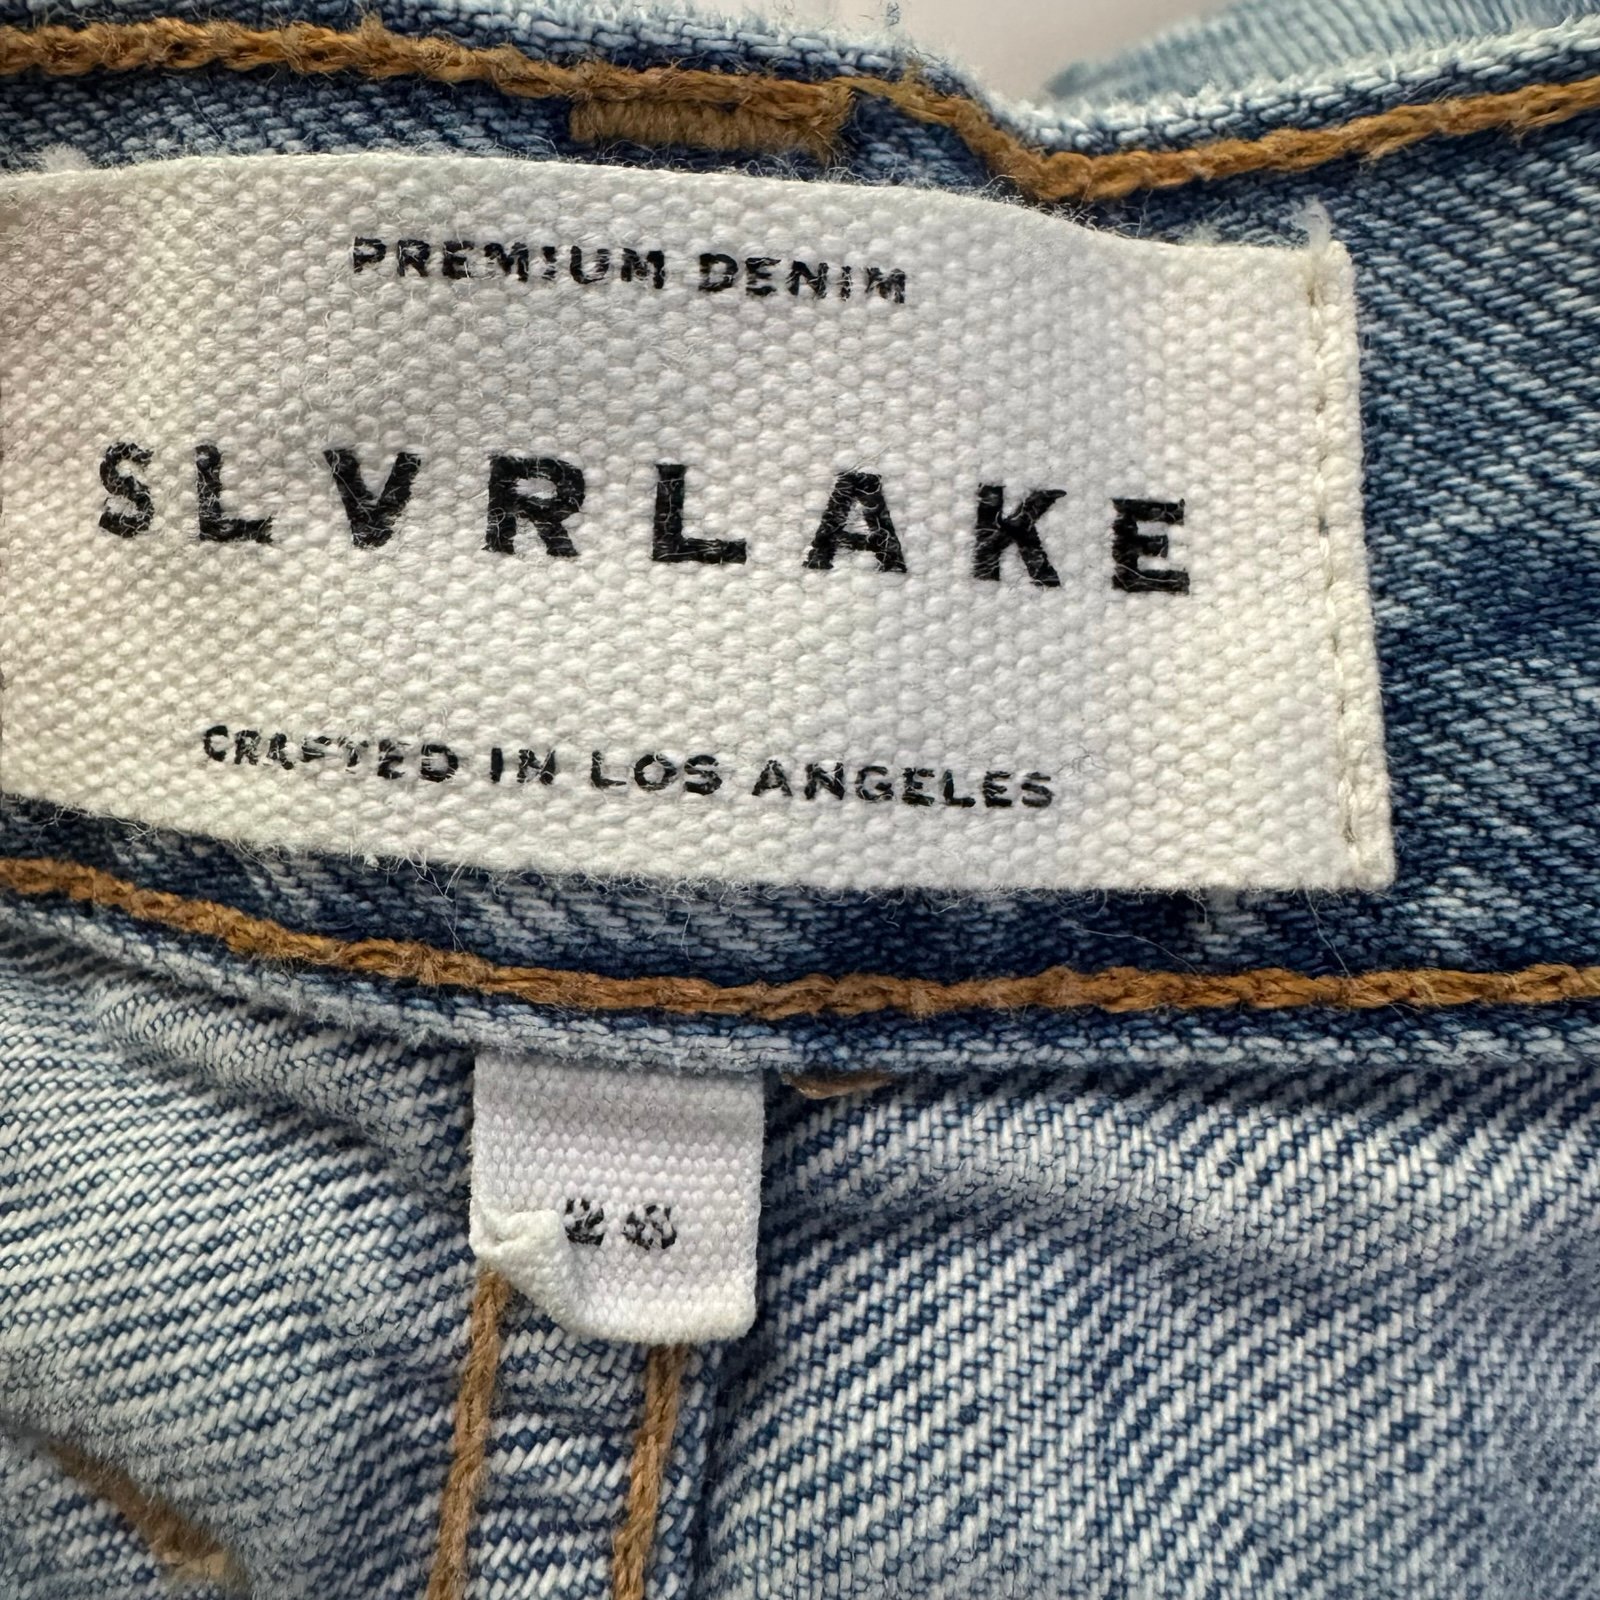 PREMIUM DENIM
SLVRLAKE
CRAFTED IN LOS ANGELES